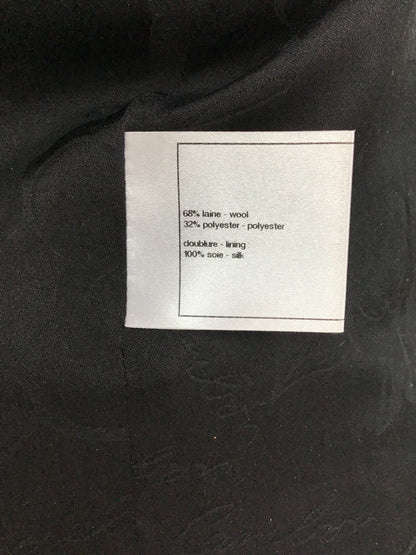 68% laine - wool
32% polyester - polyester
doublure - lining :
100% soie - silk